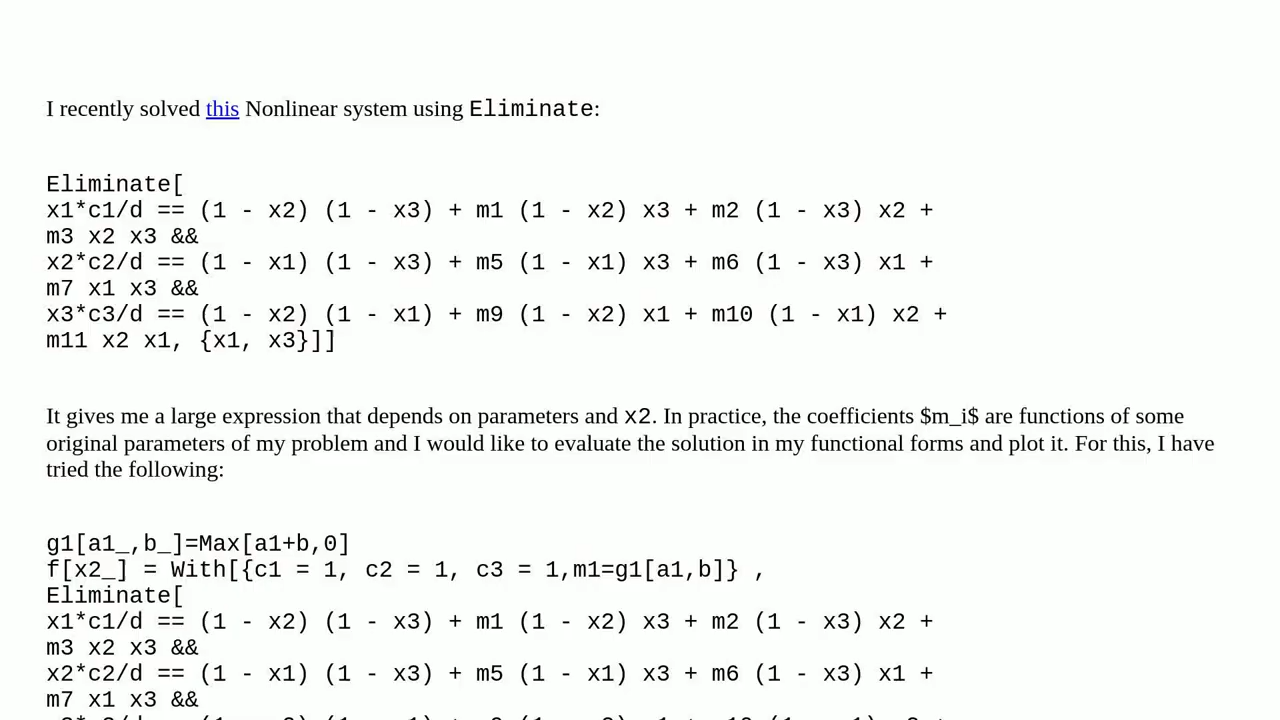 I recently solved this Nonlinear system using Eliminate:
Eliminate[
x1*c1/d == (1 - x2) (1 - x3) + m1 (1 - x2) x3 + m2 (1 - x3) x2 +
m3 x2 x3 &&
x2*c2/d == (1 - x1) (1 - x3) + m5 (1 - x1) x3 + m6 (1 - x3) x1 +
m7 x1 x3 &&
x3*c3/d == (1 - x2) (1 - x1) + m9 (1 - x2) x1 + m10 (1 - x1) x2 +
m11 x2 x1, {x1, x3}]]
It gives me a large expression that depends on parameters and x2. In practice, the coefficients $m_i$ are functions of some
original parameters of my problem and I would like to evaluate the solution in my functional forms and plot it. For this, I have
tried the following:
g1[a1_,b_]=Max[a1+b,0]
f[x2_] = With[{c1 = 1, c2 = 1, c3 = 1,m1=g1[a1,b]} ,
Eliminate[
x1*c1/d == (1 - x2) (1 - x3) + m1 (1 - x2) x3 + m2 (1 - x3) x2 +
m3 x2 x3 &&
x2*c2/d == (1 - x1) (1 - x3) + m5 (1 - x1) x3 + m6 (1 - x3) x1 +
m7 x1 x3 &&